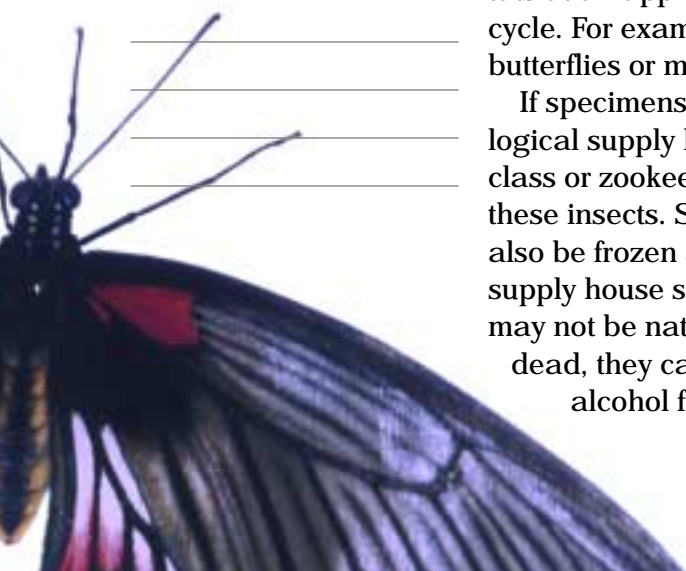 cycle. For exam
butterflies or m
If specimens
logical supply
class or zookee
these insects. S
also be frozen
supply house s
may not be nat
dead, they ca
alcohol f